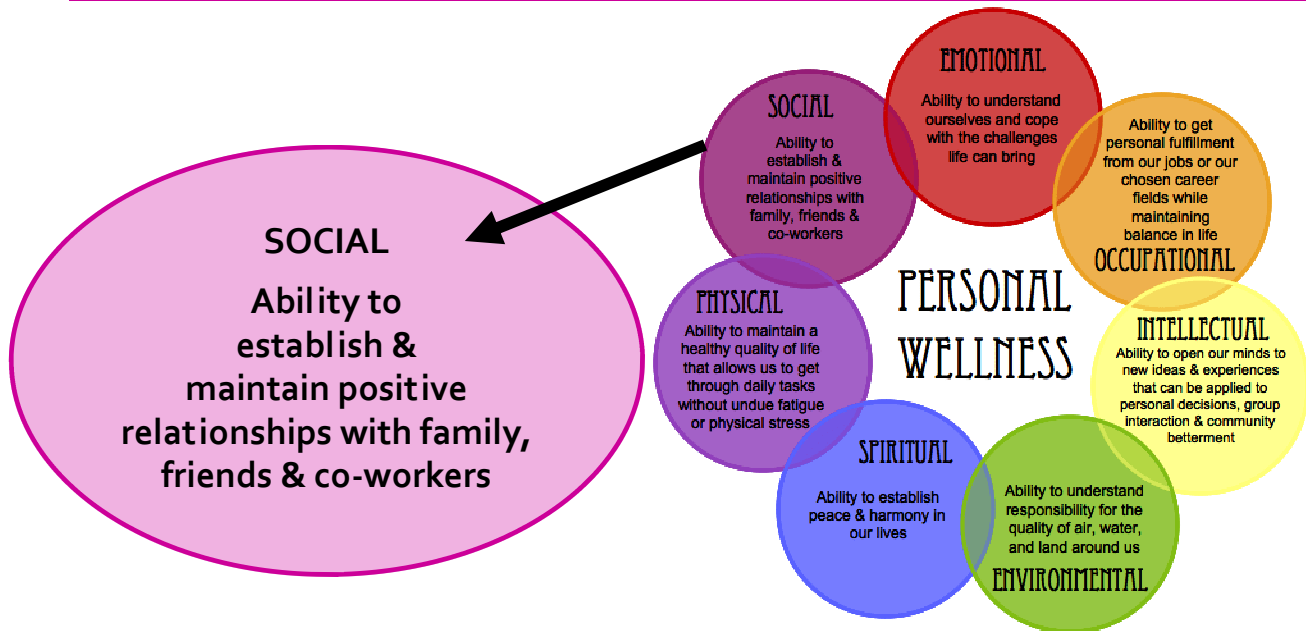 SOCIAL
Ability to
establish &
maintain positive
relationships with family,
friends & co-workers
EMOTIONAL
Ability to understand
ourselves and cope
with the challenges
life can bring
SOCIAL
Ability to
establish &
maintain positive
relationships with
family, friends &
co-workers
Ability to get
personal fulfillment
from our jobs or our
chosen career
fields while
maintaining
balance in life
OCCUPATIONAL
PERSONAL
WELLNESS
PHYSICAL
Ability to maintain a
healthy quality of life
that allows us to get
through daily tasks
without undue fatigue
or physical stress
INTELLECTUAL
Ability to open our minds to
new ideas & experiences
that can be applied to
personal decisions, group
interaction & community
betterment
SPIRITUAL
Ability to establish
peace & harmony in
our lives
Ability to understand
responsibility for the
quality of air, water,
and land around us
ENVIRONMENTAL